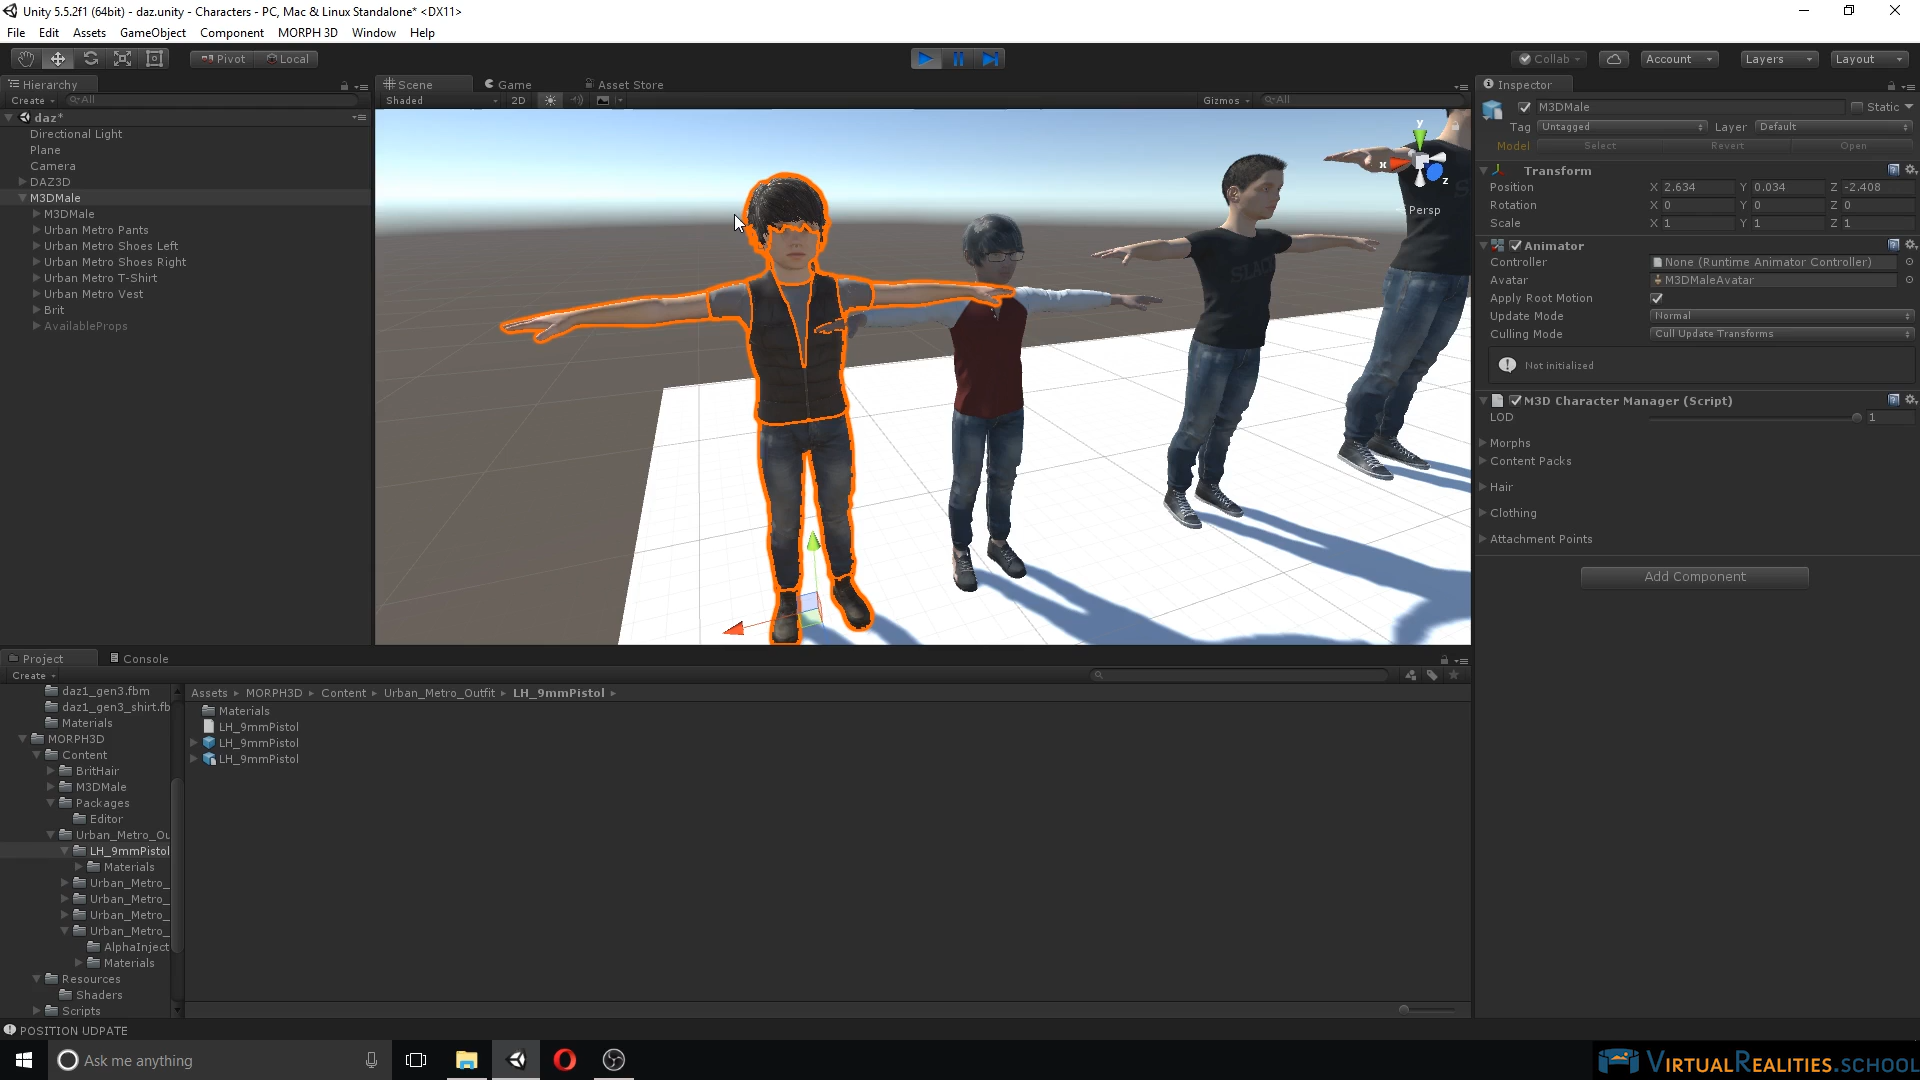 Unity 5.5.2f1 (64bit) - daz.unity - Characters - PC, Mac & Linux Standalone* <DX11>
File Edit Assets GameObject Component MORPH 3D Window Help
Pivot Local
Collab Account Layers Layout
Hierarchy
Create All
daz*
Directional Light
Plane
Camera
DAZ3D
M3DMale
M3DMale
Urban Metro Pants
Urban Metro Shoes Left
Urban Metro Shoes Right
Urban Metro T-Shirt
Urban Metro Vest
Brit
AvailableProps
Scene Game Asset Store
Shaded 2D Gizmos All
y
x
z
Persp
Inspector
M3DMale Static
Tag Untagged Layer Default
Model Select Revert Open
Transform
Position X 2.634 Y 0.034 Z -2.408
Rotation X 0 Y 0 Z 0
Scale X 1 Y 1 Z 1
Animator
Controller None (Runtime Animator Controller)
Avatar M3DMaleAvatar
Apply Root Motion
Update Mode Normal
Culling Mode Cull Update Transforms
Not initialized
M3D Character Manager (Script)
LOD 1
Morphs
Content Packs
Hair
Clothing
Attachment Points
Add Component
Project Console
Create
daz1_gen3.fbm
daz1_gen3_shirt.fb
Materials
MORPH3D
Content
BritHair
M3DMale
Packages
Editor
Urban_Metro_Ou
LH_9mmPistol
Materials
Urban_Metro_
Urban_Metro_
Urban_Metro_
Urban_Metro_
AlphaInject
Materials
Resources
Shaders
Scripts
Assets MORPH3D Content Urban_Metro_Outfit LH_9mmPistol
Materials
LH_9mmPistol
LH_9mmPistol
LH_9mmPistol
POSITION UDPATE
Ask me anything
VIRTUALREALITIES.SCHOOL